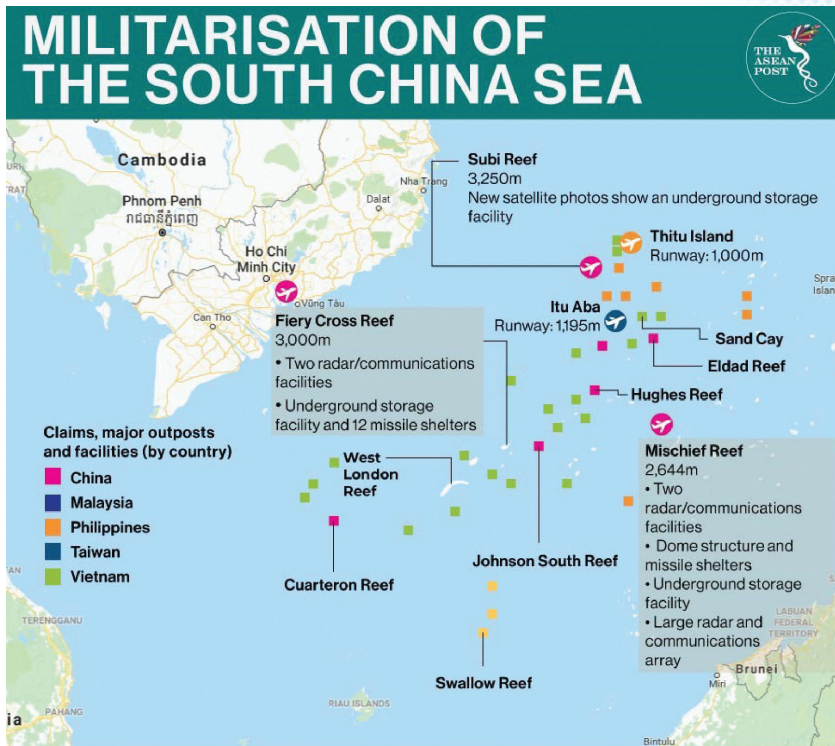 MILITARISATION OF
THE SOUTH CHINA SEA
THE
ASEAN
POST
Cambodia
Phnom Penh
រាជធានីភ្នំពេញ
Nha Trang
Dalat
Ho Chi
Minh City
Vũng Tàu
Can Tho
Subi Reef
3,250m
New satellite photos show an underground storage
facility
Thitu Island
Runway: 1,000m
Itu Aba
Runway: 1,195m
Sand Cay
Eldad Reef
Hughes Reef
Fiery Cross Reef
3,000m
• Two radar/communications
facilities
• Underground storage
facility and 12 missile shelters
Mischief Reef
2,644m
• Two
radar/communications
facilities
• Dome structure and
missile shelters
• Underground storage
facility
• Large radar and
communications
array
Claims, major outposts
and facilities (by country)
China
Malaysia
Philippines
Taiwan
Vietnam
West
London
Reef
Cuarteron Reef
Johnson South Reef
Swallow Reef
TERENGGANU
PAHANG
RIAU ISLANDS
LABUAN
FEDERAL
TERRITORY
Brunei
Miri
Bintulu